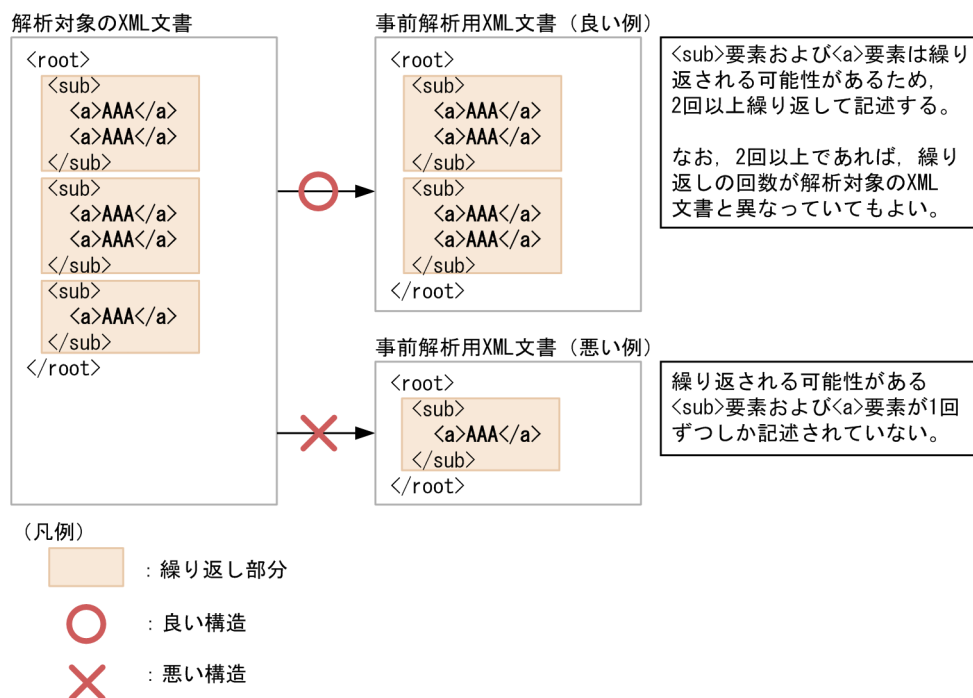 解析対象のXML文書
<root>
<sub>
<a>AAA</a>
<a>AAA</a>
</sub>
<sub>
<a>AAA</a>
<a>AAA</a>
</sub>
<sub>
<a>AAA</a>
</sub>
</root>
事前解析用XML文書（良い例）
<root>
<sub>
<a>AAA</a>
<a>AAA</a>
</sub>
<sub>
<a>AAA</a>
<a>AAA</a>
</sub>
</root>
<sub>要素および<a>要素は繰り
返される可能性があるため，
2回以上繰り返して記述する。
なお，2回以上であれば，繰り
返しの回数が解析対象のXML
文書と異なっていてもよい。
事前解析用XML文書（悪い例）
<root>
<sub>
<a>AAA</a>
</sub>
</root>
繰り返される可能性がある
<sub>要素および<a>要素が1回
ずつしか記述されていない。
（凡例）
：繰り返し部分
：良い構造
：悪い構造